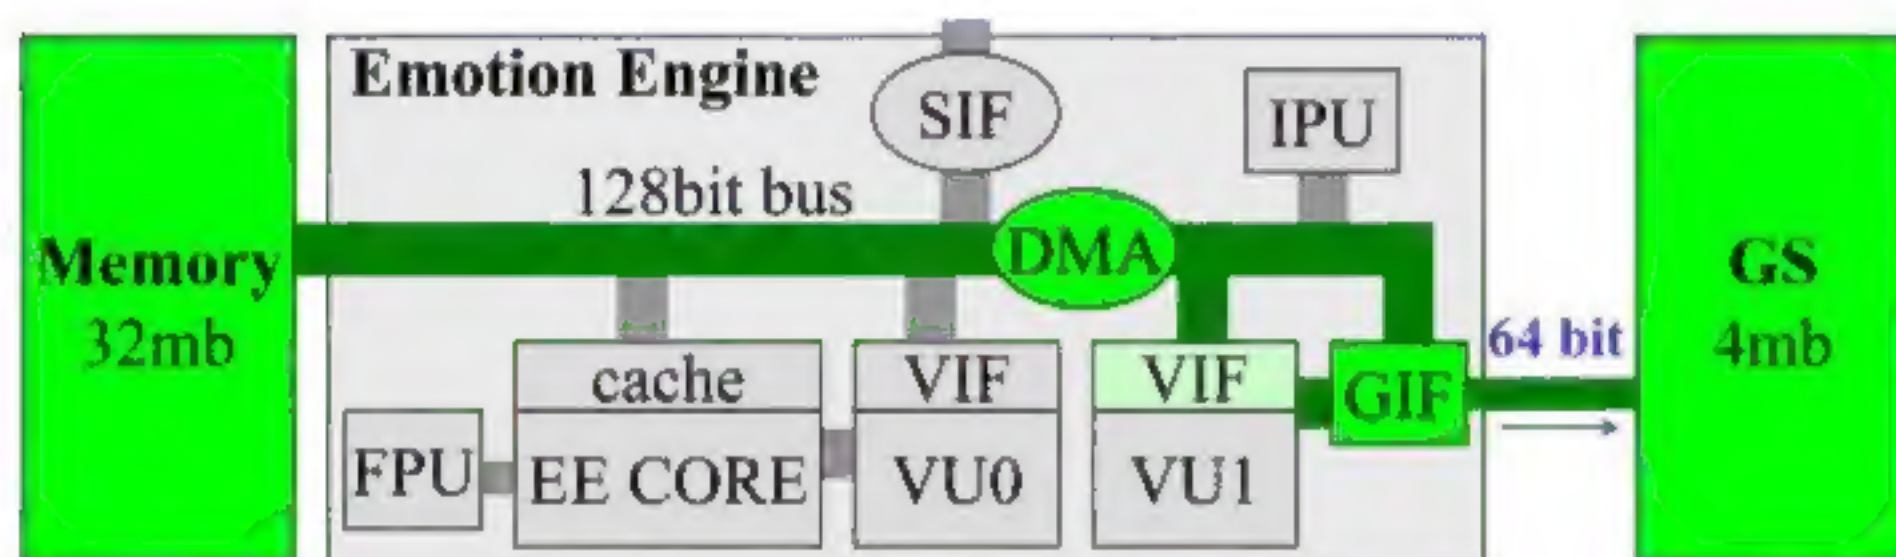 Emotion Engine
SIF
IPU
128bit bus
DMA
Memory
32mb
GS
4mb
64 bit
cache
VIF
VIF
GIF
FPU
EE CORE
VU0
VU1